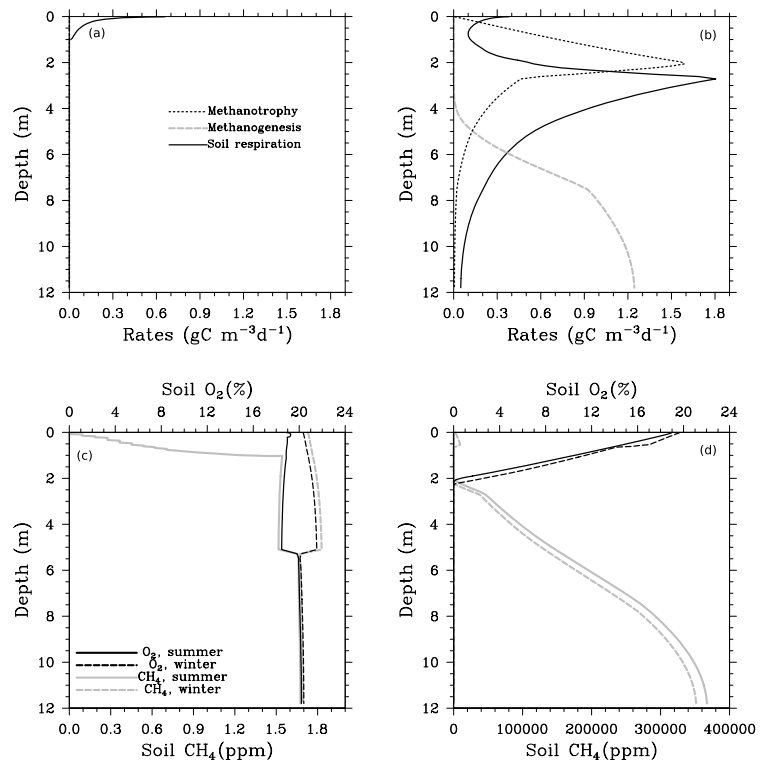 0
2
4
6
8
10
12
Depth (m)
(a)
Methanotrophy
Methanogenesis
Soil respiration
0.0 0.3 0.6 0.9 1.2 1.5 1.8
Rates (gC m⁻³d⁻¹)
0
2
4
6
8
10
12
Depth (m)
(b)
0.0 0.3 0.6 0.9 1.2 1.5 1.8
Rates (gC m⁻³d⁻¹)
Soil O₂(%)
0 4 8 12 16 20 24
0
2
4
6
8
10
12
Depth (m)
(c)
O₂, summer
O₂, winter
CH₄, summer
CH₄, winter
0.0 0.3 0.6 0.9 1.2 1.5 1.8
Soil CH₄(ppm)
Soil O₂(%)
0 4 8 12 16 20 24
0
2
4
6
8
10
12
Depth (m)
(d)
0 100000 200000 300000 400000
Soil CH₄(ppm)